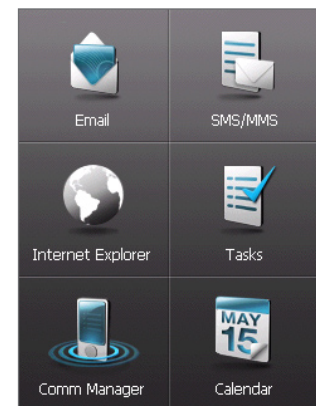 Email
SMS/MMS
Internet Explorer
Tasks
MAY
15
Comm Manager
Calendar